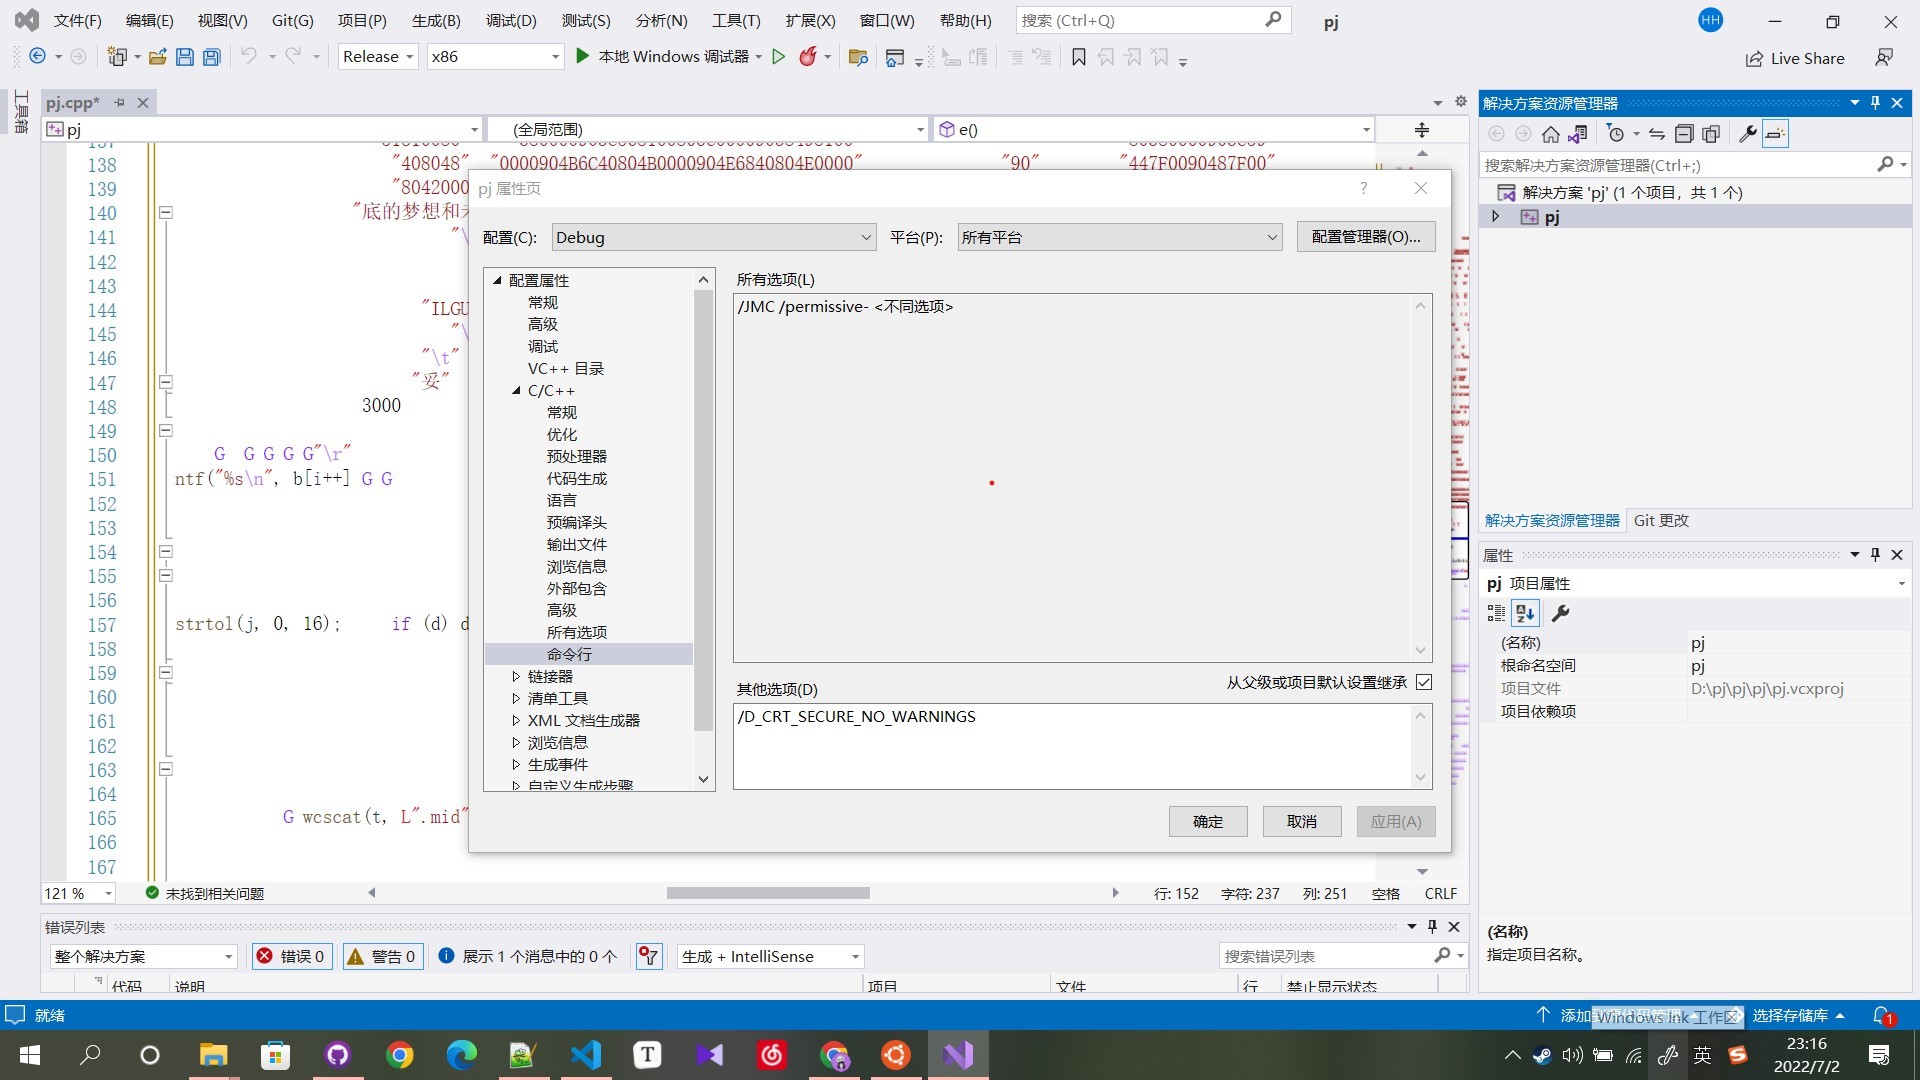 文件(F) 编辑(E) 视图(V) Git(G) 项目(P) 生成(B) 调试(D) 测试(S) 分析(N) 工具(T) 扩展(X) 窗口(W) 帮助(H) 搜索 (Ctrl+Q) pj HH
Release x86 本地 Windows 调试器 Live Share
工具箱
pj.cpp*
pj (全局范围) e()
138 "408048" "0000904B6C40804B0000904E6840804E0000" "90" "447F0090487F00"
139 "8042000
140 "底的梦想和
141
142
143
144 "ILGU
145
146 "\t"
147 "妥"
148 3000
149
150 G G G G G"\r"
151 ntf("%s\n", b[i++] G G
152
153
154
155
156
157 strtol(j, 0, 16); if (d) d
158
159
160
161
162
163
164
165 G wcscat(t, L".mid"
166
167
121 % 未找到相关问题 行: 152 字符: 237 列: 251 空格 CRLF
pj 属性页 ?
配置(C): Debug 平台(P): 所有平台 配置管理器(O)...
配置属性
常规
高级
调试
VC++ 目录
C/C++
常规
优化
预处理器
代码生成
语言
预编译头
输出文件
浏览信息
外部包含
高级
所有选项
命令行
链接器
清单工具
XML 文档生成器
浏览信息
生成事件
自定义生成步骤
所有选项(L)
/JMC /permissive- <不同选项>
其他选项(D) 从父级或项目默认设置继承
/D_CRT_SECURE_NO_WARNINGS
确定 取消 应用(A)
解决方案资源管理器
搜索解决方案资源管理器(Ctrl+;)
解决方案 'pj' (1 个项目，共 1 个)
pj
解决方案资源管理器 Git 更改
属性
pj 项目属性
(名称) pj
根命名空间 pj
项目文件 D:\pj\pj\pj\pj.vcxproj
项目依赖项
(名称)
指定项目名称。
错误列表
整个解决方案 错误 0 警告 0 展示 1 个消息中的 0 个 生成 + IntelliSense 搜索错误列表
代码 说明 项目 文件 行 禁止显示状态
就绪 添加 Windows Ink 工作区 选择存储库 1
英 23:16
2022/7/2